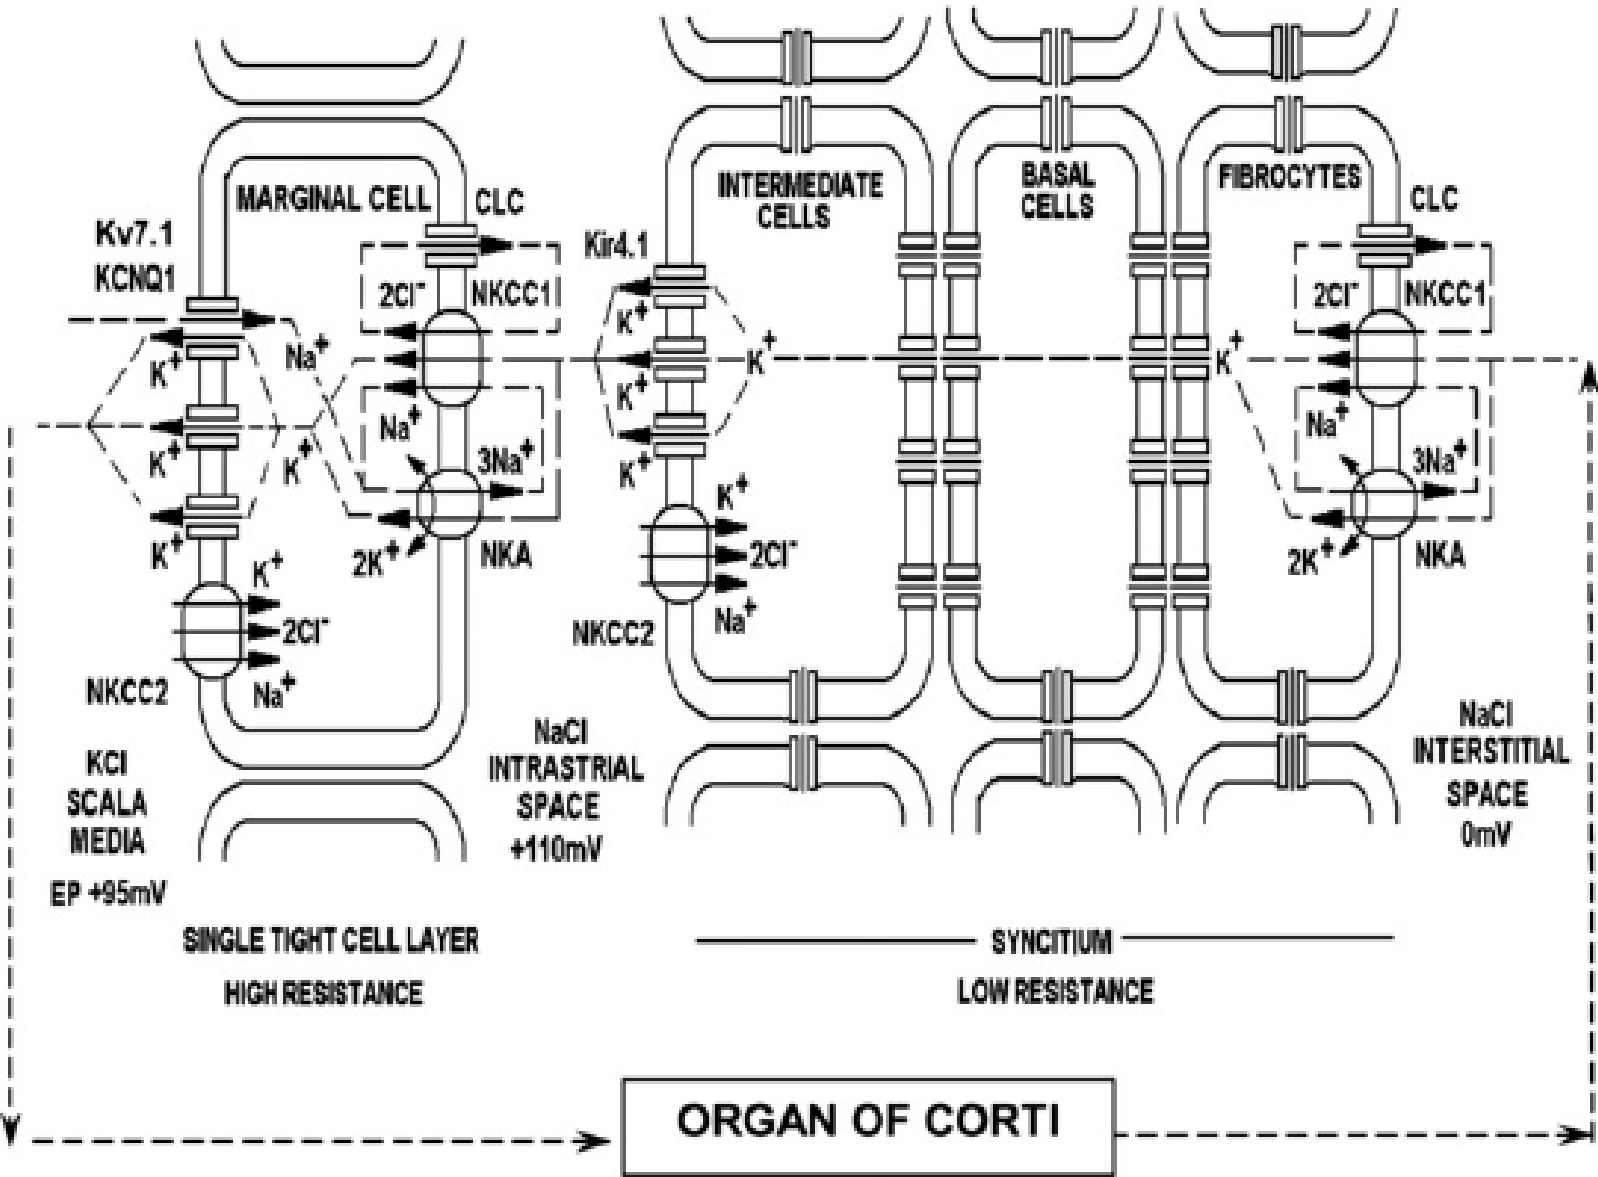 MARGINAL CELL
CLC
Kv7.1
KCNQ1
2Cl⁻
NKCC1
Na⁺
K⁺
K⁺
K⁺
K⁺
Na⁺
3Na⁺
2K⁺
NKA
K⁺
2Cl⁻
Na⁺
NKCC2
KCl
SCALA
MEDIA
EP +95mV
NaCl
INTRASTRIAL
SPACE
+110mV
SINGLE TIGHT CELL LAYER
HIGH RESISTANCE
INTERMEDIATE
CELLS
Kir4.1
K⁺
K⁺
K⁺
K⁺
K⁺
2Cl⁻
Na⁺
NKCC2
BASAL
CELLS
FIBROCYTES
CLC
2Cl⁻
NKCC1
K⁺
Na⁺
3Na⁺
2K⁺
NKA
NaCl
INTERSTITIAL
SPACE
0mV
SYNCITIUM
LOW RESISTANCE
ORGAN OF CORTI